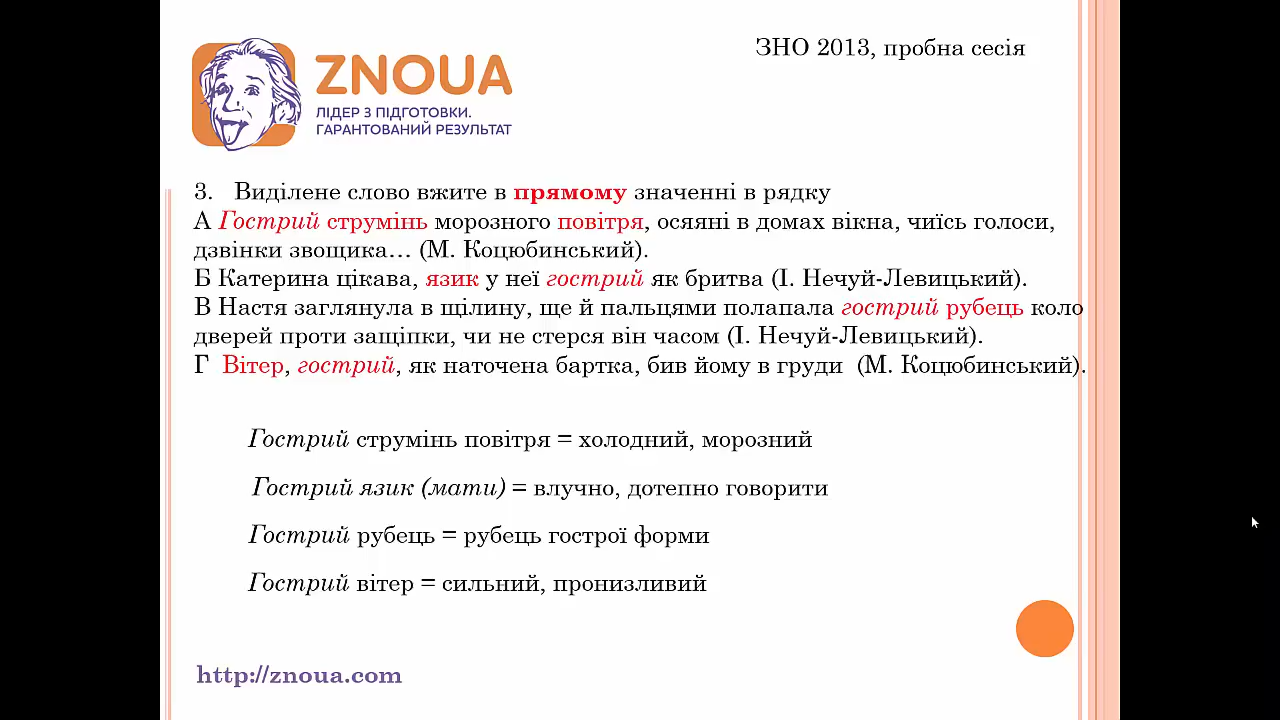 ZNOUA
ЛІДЕР З ПІДГОТОВКИ.
ГАРАНТОВАНИЙ РЕЗУЛЬТАТ
ЗНО 2013, пробна сесія
3. Виділене слово вжите в прямому значенні в рядку
А Гострий струмінь морозного повітря, осяяні в домах вікна, чиїсь голоси,
дзвінки звощика… (М. Коцюбинський).
Б Катерина цікава, язик у неї гострий як бритва (І. Нечуй-Левицький).
В Настя заглянула в щілину, ще й пальцями полапала гострий рубець коло
дверей проти защіпки, чи не стерся він часом (І. Нечуй-Левицький).
Г Вітер, гострий, як наточена бартка, бив йому в груди (М. Коцюбинський).
Гострий струмінь повітря = холодний, морозний
Гострий язик (мати) = влучно, дотепно говорити
Гострий рубець = рубець гострої форми
Гострий вітер = сильний, пронизливий
http://znoua.com